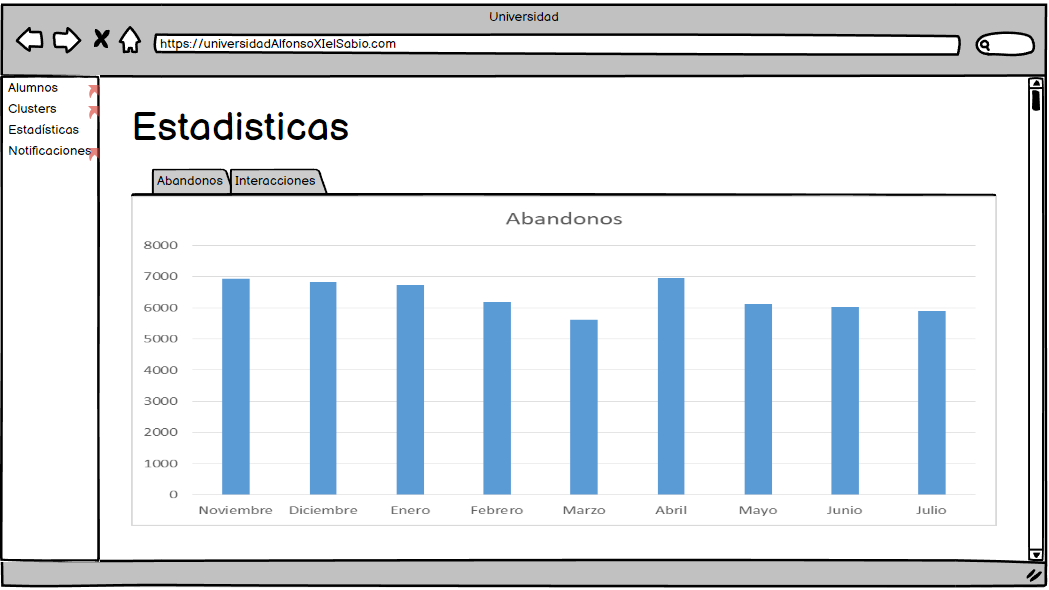 Universidad
https://universidadAlfonsoXIelSabio.com
Alumnos
Clusters
Estadísticas
Notificaciones
Estadisticas
Abandonos Interacciones
Abandonos
8000
7000
6000
5000
4000
3000
2000
1000
0
Noviembre Diciembre Enero Febrero Marzo Abril Mayo Junio Julio